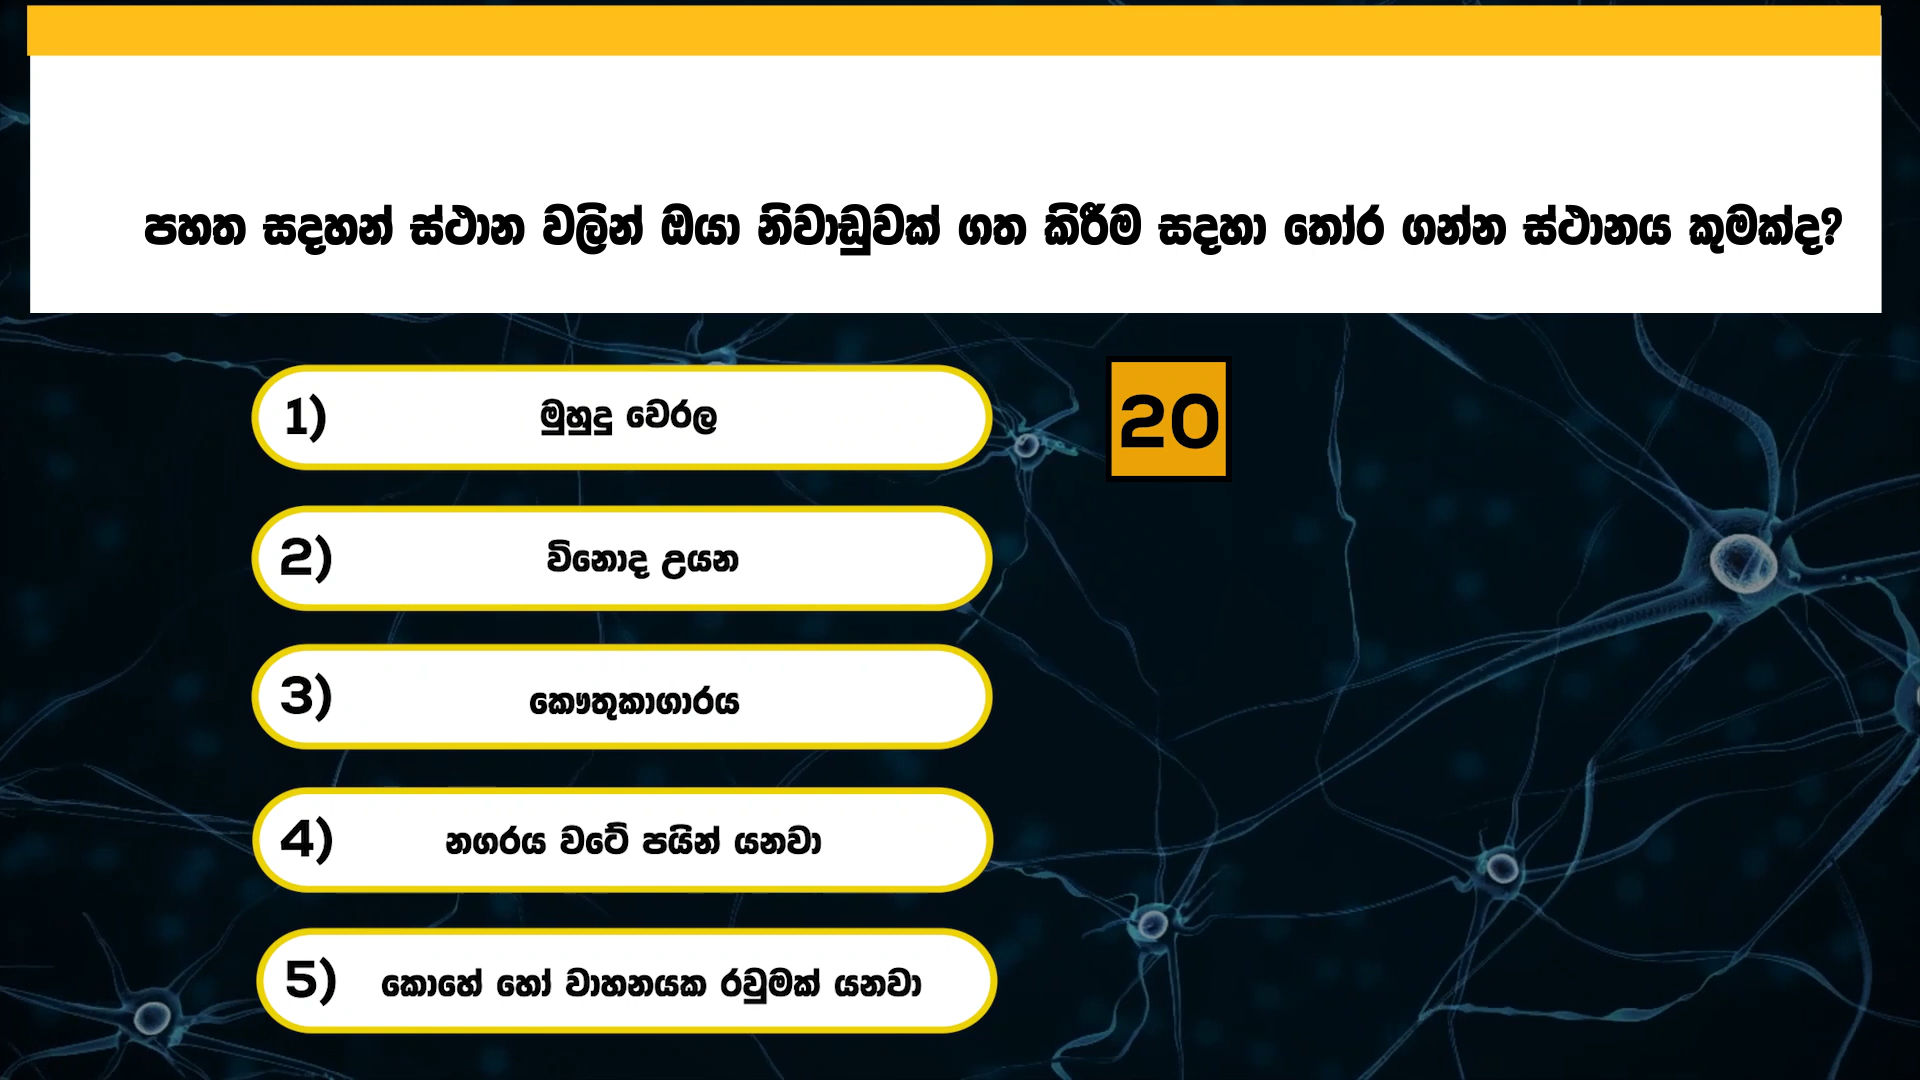 පහත සදහන් ස්ථාන වලින් ඔයා නිවාඩුවක් ගත කිරීම සදහා තෝර ගන්න ස්ථානය කුමක්ද?
1) මුහුදු වෙරල
20
2) විනොද උයන
3) කෞතුකාගාරය
4) නගරය වටේ පයින් යනවා
5) කොහේ හෝ වාහනයක රවුමක් යනවා